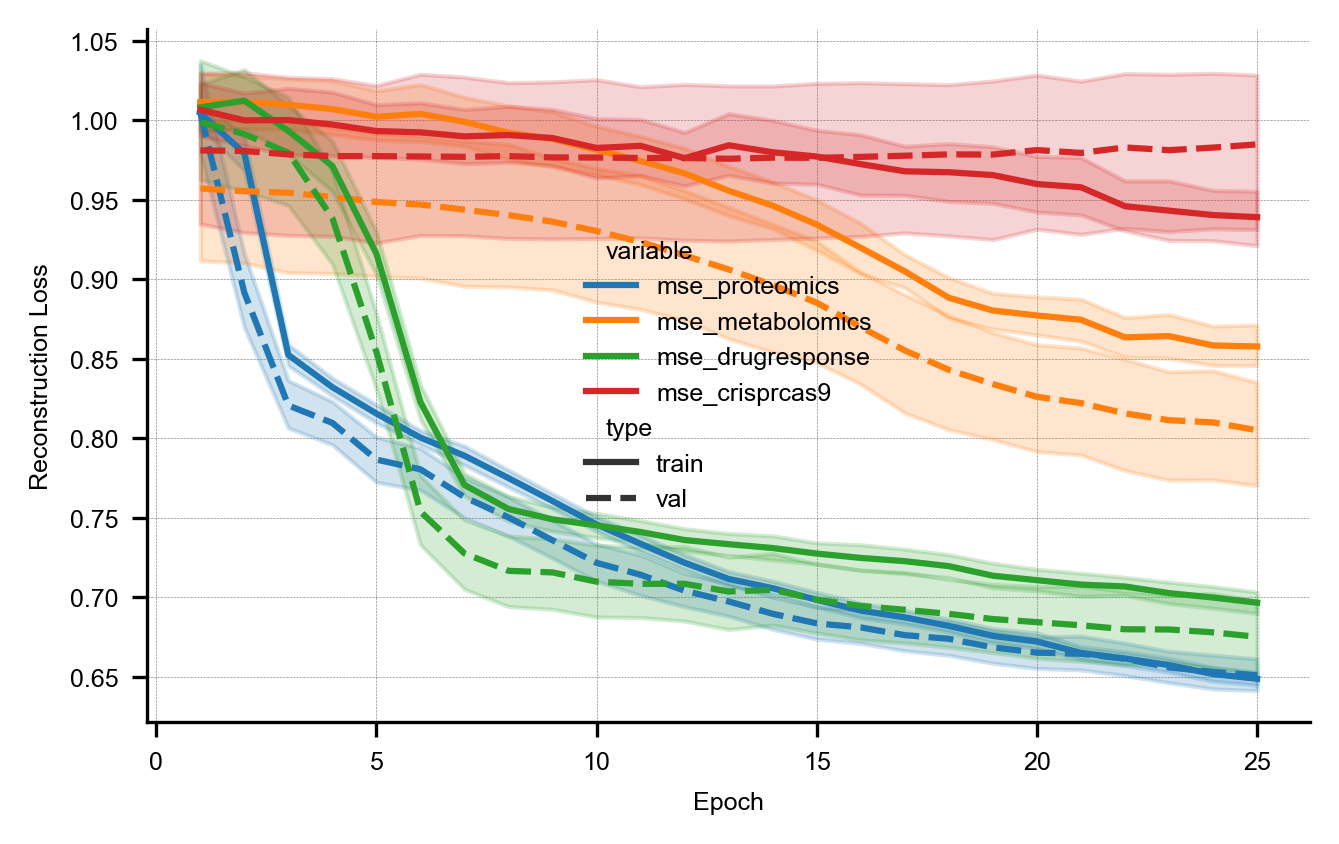 1.05
1.00
0.95
0.90
0.85
0.80
0.75
0.70
0.65
Reconstruction Loss
variable
mse_proteomics
mse_metabolomics
mse_drugresponse
mse_crisprcas9
type
train
val
0 5 10 15 20 25
Epoch